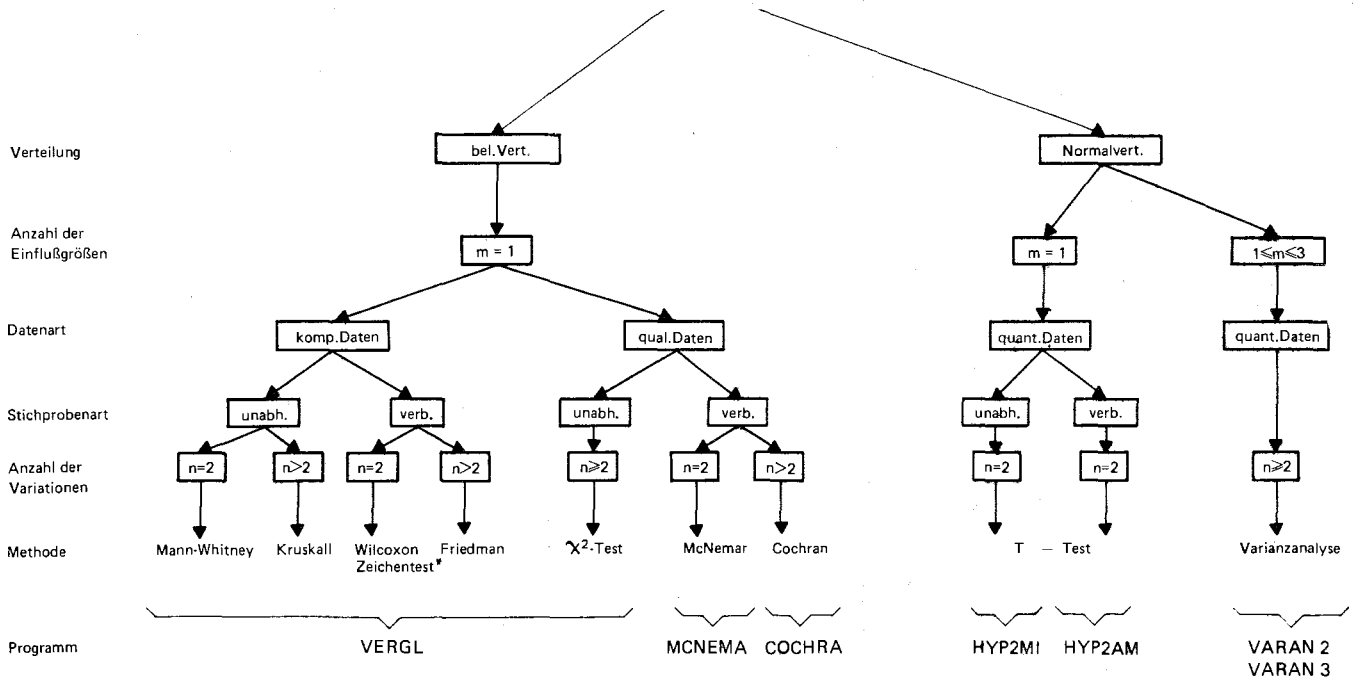 Verteilung
bel.Vert. Normalvert.
Anzahl der
Einflußgrößen
m = 1 m = 1 1⩽m⩽3
Datenart
komp.Daten qual.Daten quant.Daten quant.Daten
Stichprobenart
unabh. verb. unabh. verb. unabh. verb.
Anzahl der
Variationen
n=2 n>2 n=2 n>2 n⩾2 n=2 n>2 n=2 n=2 n⩾2
Methode
Mann-Whitney Kruskall Wilcoxon Friedman χ²-Test McNemar Cochran T – Test Varianzanalyse
Zeichentest*
Programm
VERGL MCNEMA COCHRA HYP2MI HYP2AM VARAN 2
VARAN 3